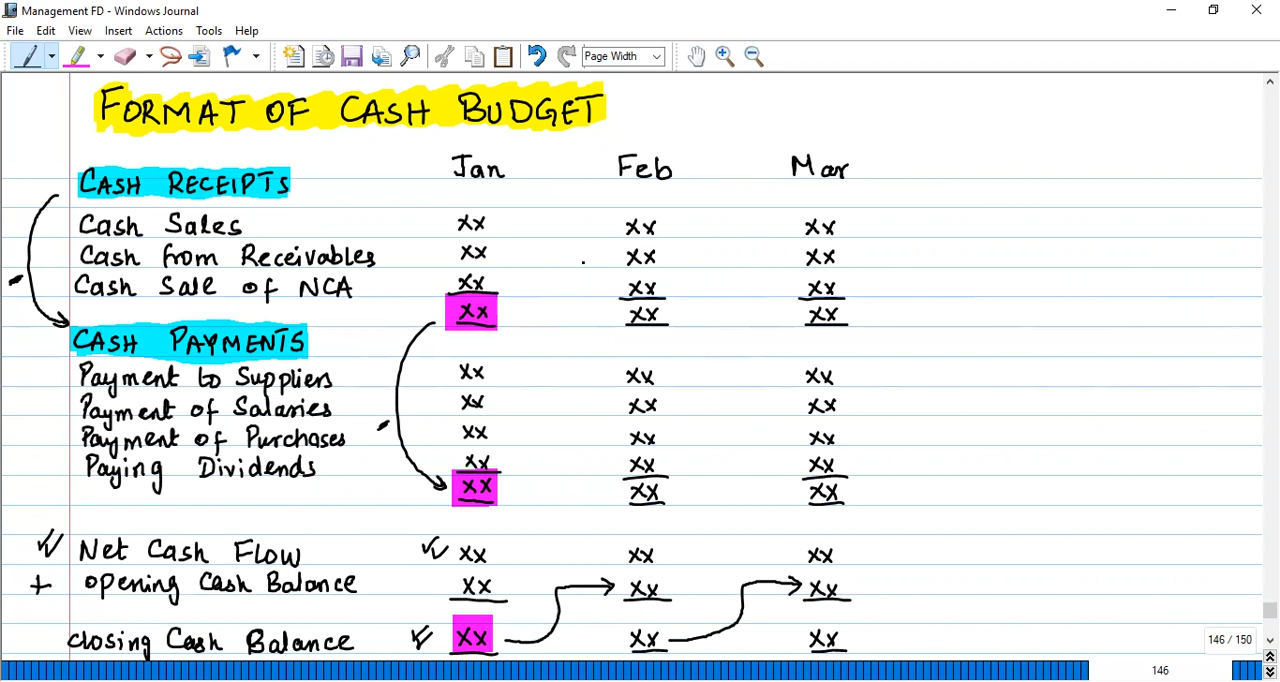 Management FD - Windows Journal
File Edit View Insert Actions Tools Help
Page Width
FORMAT OF CASH BUDGET
Jan Feb Mar
CASH RECEIPTS
Cash Sales xx xx xx
Cash from Receivables xx xx xx
Cash Sale of NCA xx xx xx
xx xx xx
CASH PAYMENTS
Payment to Suppliers xx xx xx
Payment of Salaries xx xx xx
Payment of Purchases xx xx xx
Paying Dividends xx xx xx
xx xx xx
Net Cash Flow xx xx xx
+ opening Cash Balance xx xx xx
closing Cash Balance xx xx xx
146 / 150
146